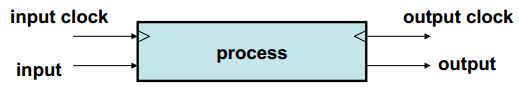 input clock
output clock
process
input
output